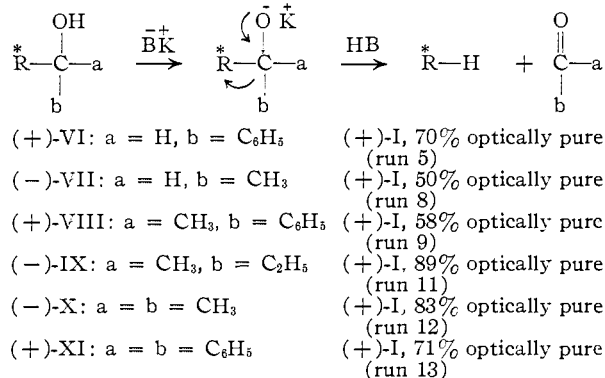 OH
*R—C—a
b
B̄K⁺
Ō K⁺
*R—C—a
b
HB
*R—H + C—a
O
b
(+)-VI: a = H, b = C₆H₅ (+)-I, 70% optically pure
(run 5)
(−)-VII: a = H, b = CH₃ (+)-I, 50% optically pure
(run 8)
(+)-VIII: a = CH₃, b = C₆H₅ (+)-I, 58% optically purc
(run 9)
(−)-IX: a = CH₃, b = C₂H₅ (+)-I, 89% optically pure
(run 11)
(−)-X: a = b = CH₃ (+)-I, 83% optically pure
(run 12)
(+)-XI: a = b = C₆H₅ (+)-I, 71% optically pure
(run 13)